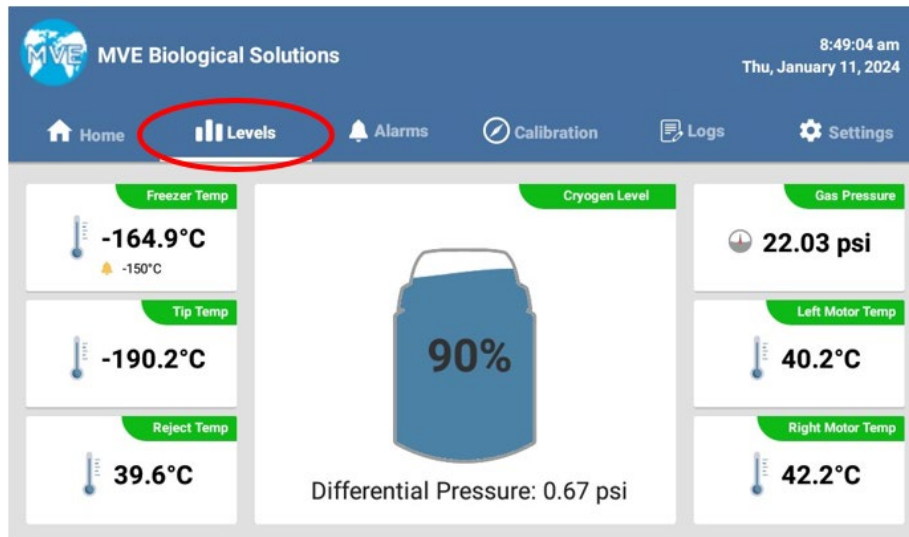 MVE
MVE Biological Solutions
8:49:04 am
Thu, January 11, 2024
Home
Levels
Alarms
Calibration
Logs
Settings
Freezer Temp
-164.9°C
-150°C
Tip Temp
-190.2°C
Reject Temp
39.6°C
Cryogen Level
90%
Differential Pressure: 0.67 psi
Gas Pressure
22.03 psi
Left Motor Temp
40.2°C
Right Motor Temp
42.2°C